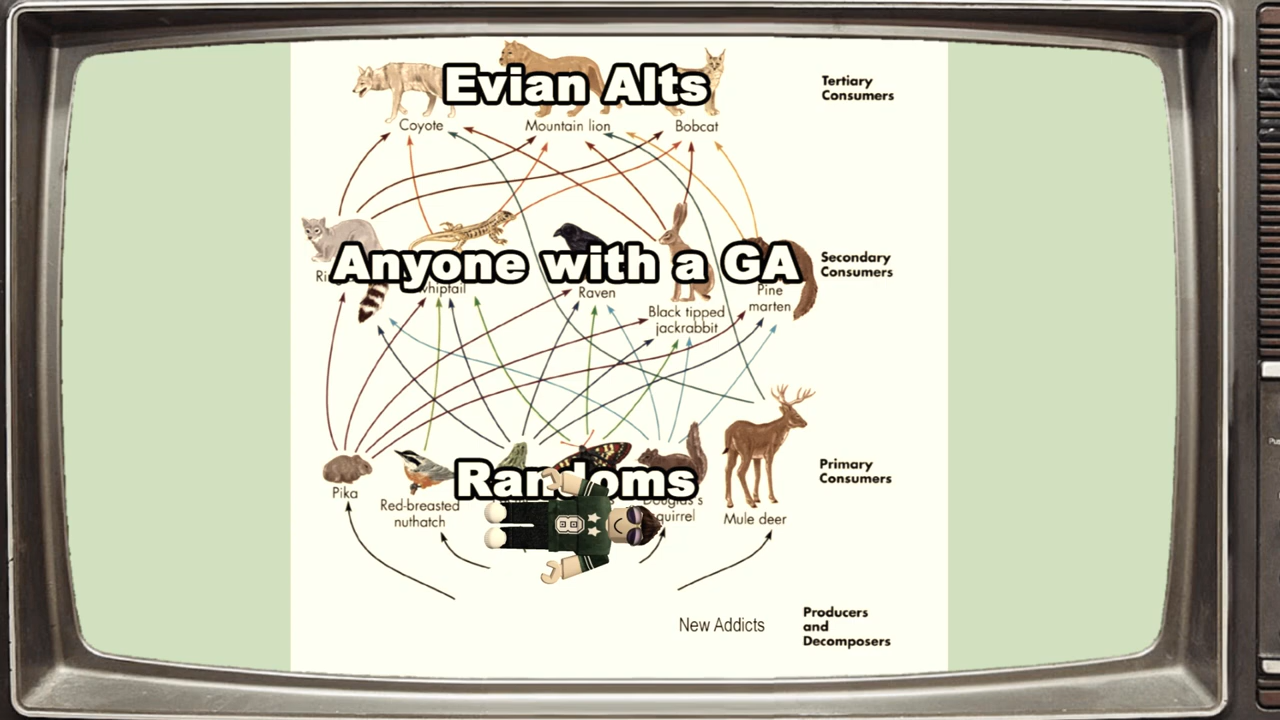 Evian Alts
Tertiary
Consumers
Coyote
Mountain lion
Bobcat
Anyone with a GA
Secondary
Consumers
whiptail
Raven
Pine
marten
Black tipped
jackrabbit
Randoms
Primary
Consumers
Pika
Red-breasted
nuthatch
Mule deer
New Addicts
Producers
and
Decomposers